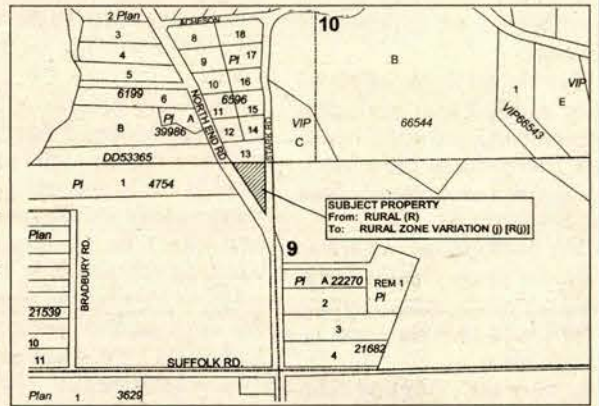 2 Plan
ACHESON
10
3
8
18
4
9
Pl
17
B
5
10
16
6199
6
6596
1
VIP
Pl
A
11
15
VIP
66544
E
B
39986
12
14
C
VIP66543
NORTH END RD.
STARK RD.
DD53365
13
Pl 1 4754
SUBJECT PROPERTY
From: RURAL (R)
To: RURAL ZONE VARIATION (j) [R(j)]
Plan
BRADBURY RD.
9
Pl A 22270
REM 1
Pl
2
21539
3
10
11
4
21682
SUFFOLK RD.
Plan 1 3629